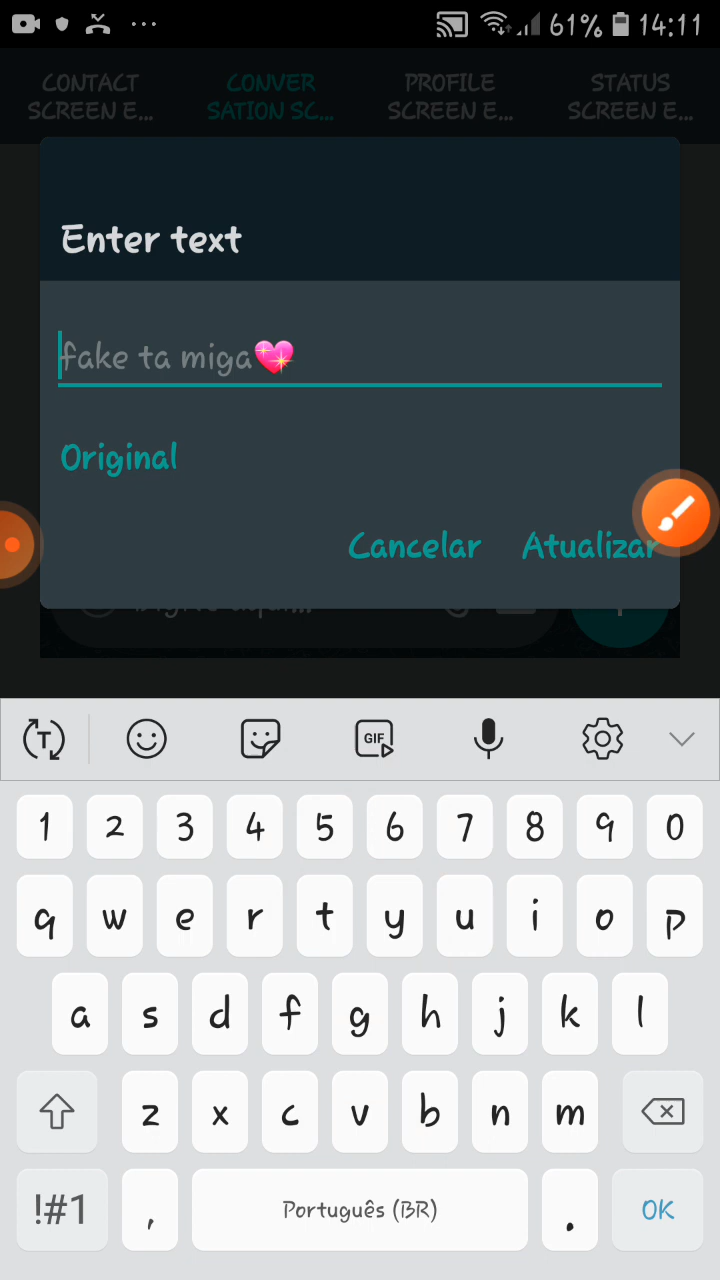 61% 14:11
CONTACT SCREEN E...
CONVER SATION SC...
PROFILE SCREEN E...
STATUS SCREEN E...
Enter text
fake ta miga💖
Original
Cancelar Atualizar
T GIF
1 2 3 4 5 6 7 8 9 0
q w e r t y u i o p
a s d f g h j k l
z x c v b n m
!#1 , Português (BR) . OK